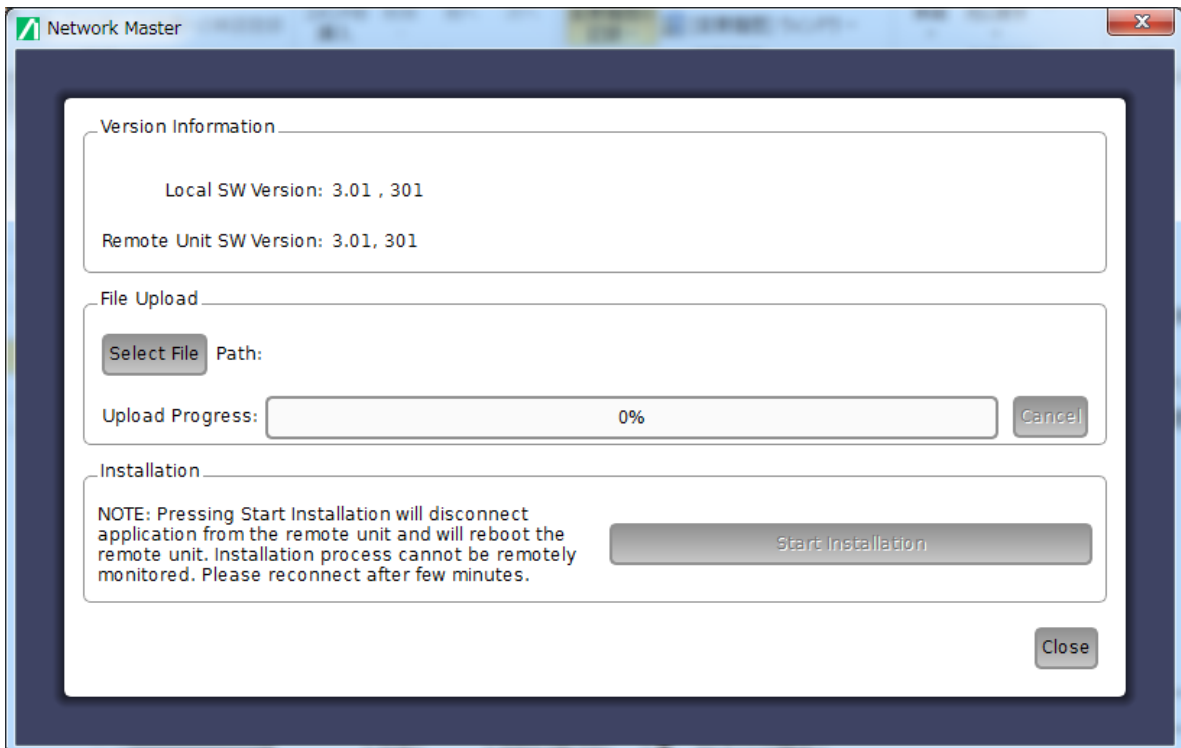 Network Master
Version Information
Local SW Version: 3.01 , 301
Remote Unit SW Version: 3.01, 301
File Upload
Select File Path:
Upload Progress: 0% Cancel
Installation
NOTE: Pressing Start Installation will disconnect
application from the remote unit and will reboot the
remote unit. Installation process cannot be remotely
monitored. Please reconnect after few minutes.
Start Installation
Close